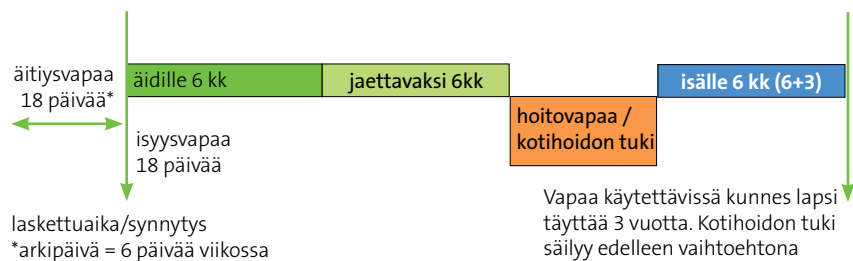 äitiysvapaa
18 päivää*
äidille 6 kk
jaettavaksi 6kk
isälle 6 kk (6+3)
hoitovapaa /
kotihoidon tuki
isyysvapaa
18 päivää
laskettuaika/synnytys
*arkipäivä = 6 päivää viikossa
Vapaa käytettävissä kunnes lapsi
täyttää 3 vuotta. Kotihoidon tuki
säilyy edelleen vaihtoehtona